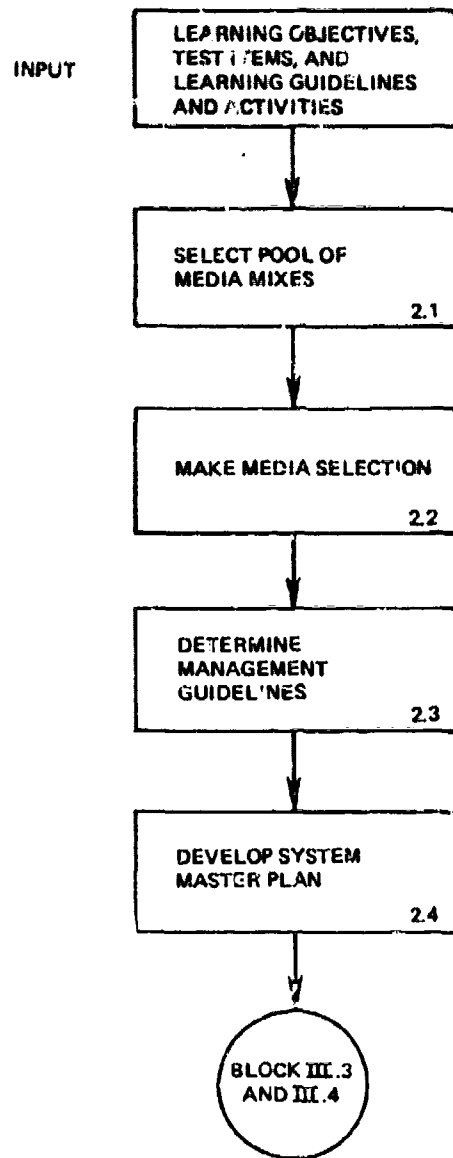 INPUT
LEARNING OBJECTIVES,
TEST ITEMS, AND
LEARNING GUIDELINES
AND ACTIVITIES
SELECT POOL OF
MEDIA MIXES
2.1
MAKE MEDIA SELECTION
2.2
DETERMINE
MANAGEMENT
GUIDELINES
2.3
DEVELOP SYSTEM
MASTER PLAN
2.4
BLOCK III.3
AND III.4